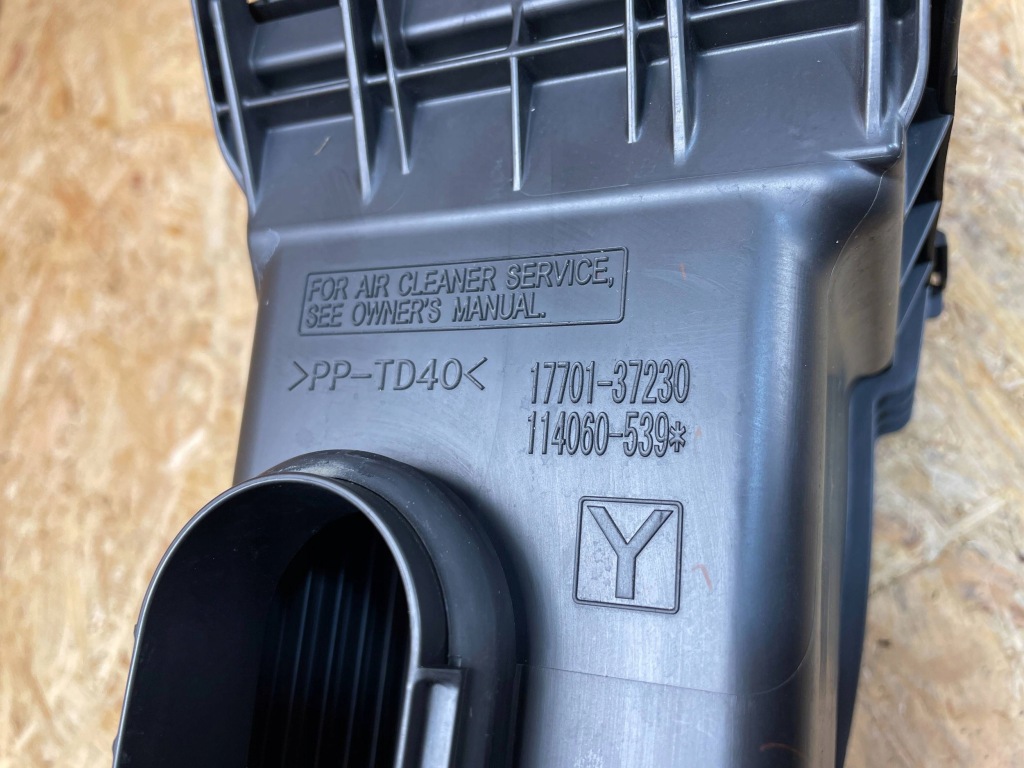 FOR AIR CLEANER SERVICE,
SEE OWNER'S MANUAL.
>PP-TD40<
17701-37230
114060-539*
Y